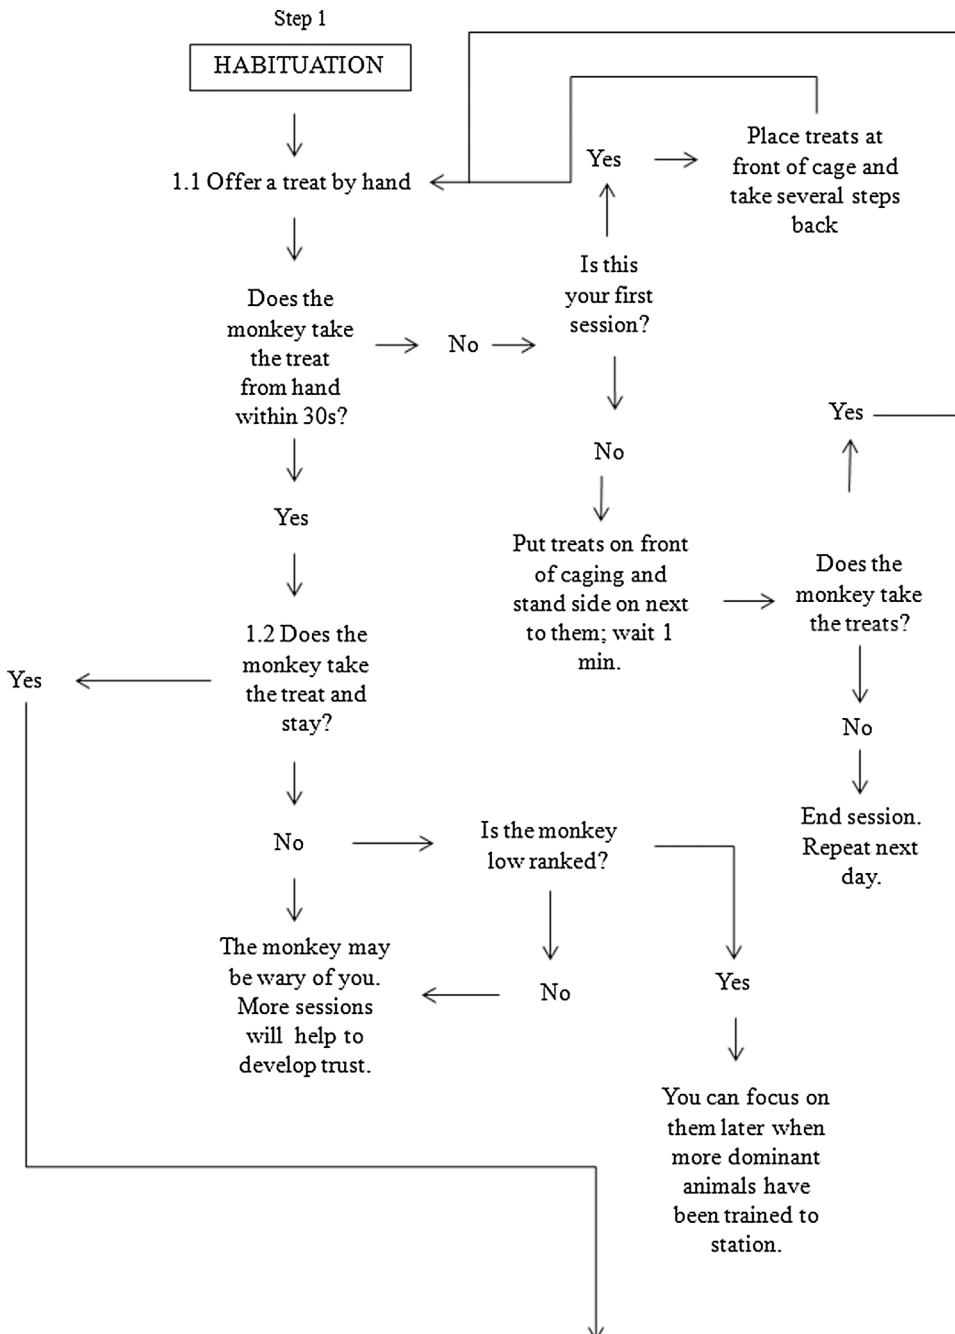 Step 1
HABITUATION
1.1 Offer a treat by hand
Yes
Place treats at
front of cage and
take several steps
back
Is this
your first
session?
Does the
monkey take
the treat
from hand
within 30s?
No
No
Yes
Yes
Put treats on front
of caging and
stand side on next
to them; wait 1
min.
Does the
monkey take
the treats?
1.2 Does the
monkey take
the treat and
stay?
Yes
No
End session.
Repeat next
day.
No
Is the monkey
low ranked?
The monkey may
be wary of you.
More sessions
will help to
develop trust.
No
Yes
You can focus on
them later when
more dominant
animals have
been trained to
station.